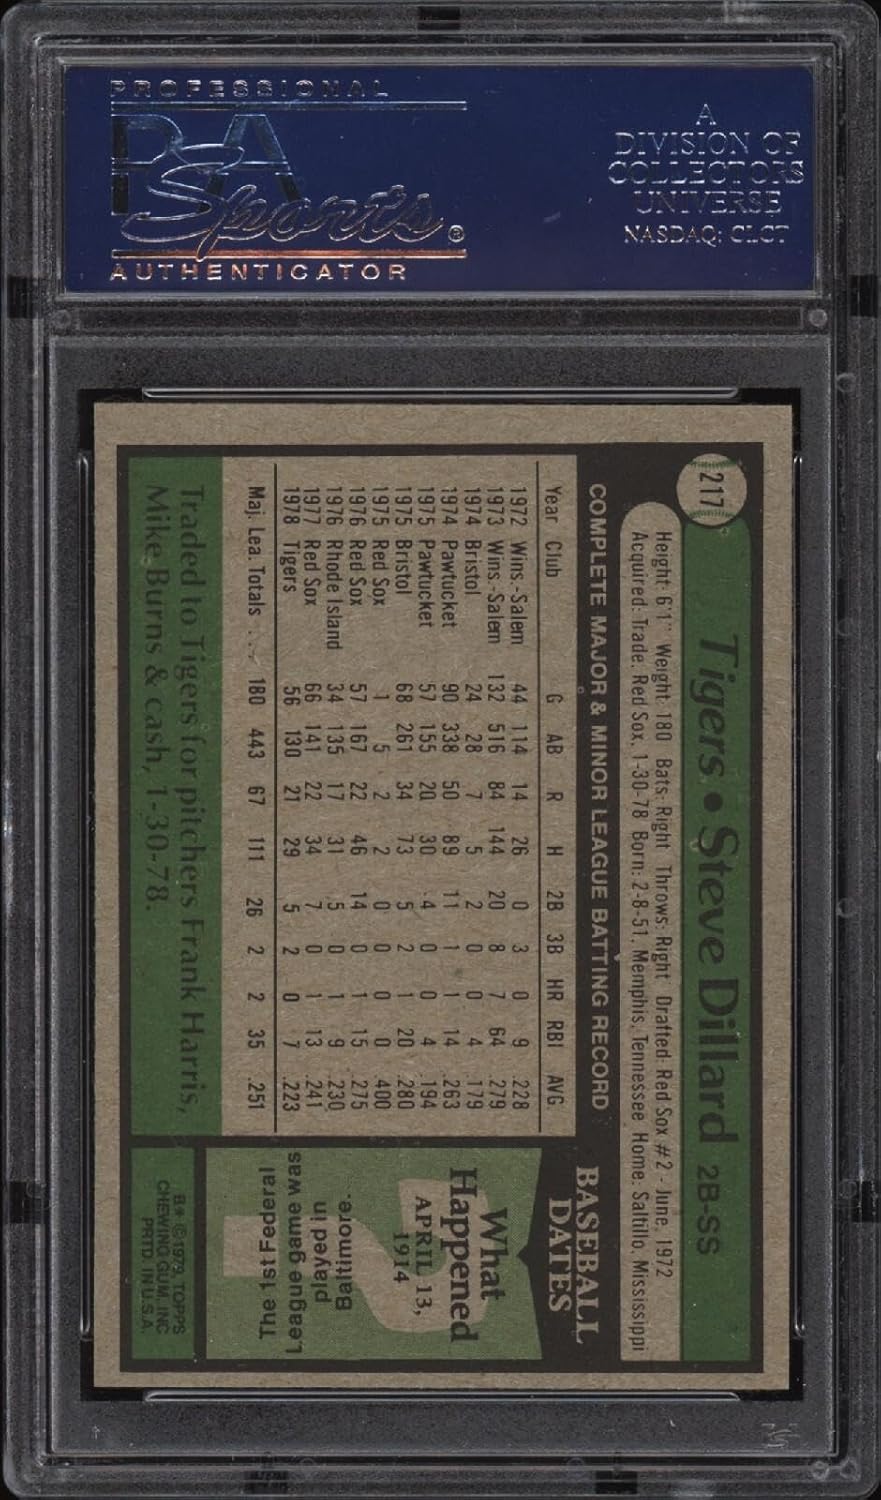 PROFESSIONAL
PSA
Sports®
AUTHENTICATOR
A
DIVISION OF
COLLECTORS
UNIVERSE
NASDAQ: CLCT
217
Tigers • Steve Dillard 2B-SS
Height: 6'1" Weight: 180 Bats: Right Throws: Right Drafted: Red Sox #2 - June, 1972
Acquired: Trade, Red Sox, 1-30-78 Born: 2-8-51, Memphis, Tennessee Home: Saltillo, Mississippi
COMPLETE MAJOR & MINOR LEAGUE BATTING RECORD
Year Club G AB R H 2B 3B HR RBI AVG
1972 Wins.-Salem 44 114 14 26 0 3 0 9 .228
1973 Wins.-Salem 132 516 84 144 20 8 7 64 .279
1974 Bristol 24 28 7 5 2 0 0 4 .179
1974 Pawtucket 90 338 50 89 11 1 1 14 .263
1975 Pawtucket 57 155 20 30 4 0 0 4 .194
1975 Bristol 68 261 34 73 5 2 1 20 .280
1975 Red Sox 1 5 2 2 0 0 0 0 .400
1976 Red Sox 57 167 22 46 14 0 1 15 .275
1976 Rhode Island 34 135 17 31 5 0 1 9 .230
1977 Red Sox 66 141 22 34 7 0 1 13 .241
1978 Tigers 56 130 21 29 5 2 0 7 .223
Maj. Lea. Totals . . . 180 443 67 111 26 2 2 35 .251
Traded to Tigers for pitchers Frank Harris,
Mike Burns & cash, 1-30-78.
BASEBALL
DATES
What
Happened
APRIL 13,
1914
The 1st Federal
League game was
played in
Baltimore.
B* ©1979, TOPPS
CHEWING GUM, INC
PRTD. IN U.S.A.